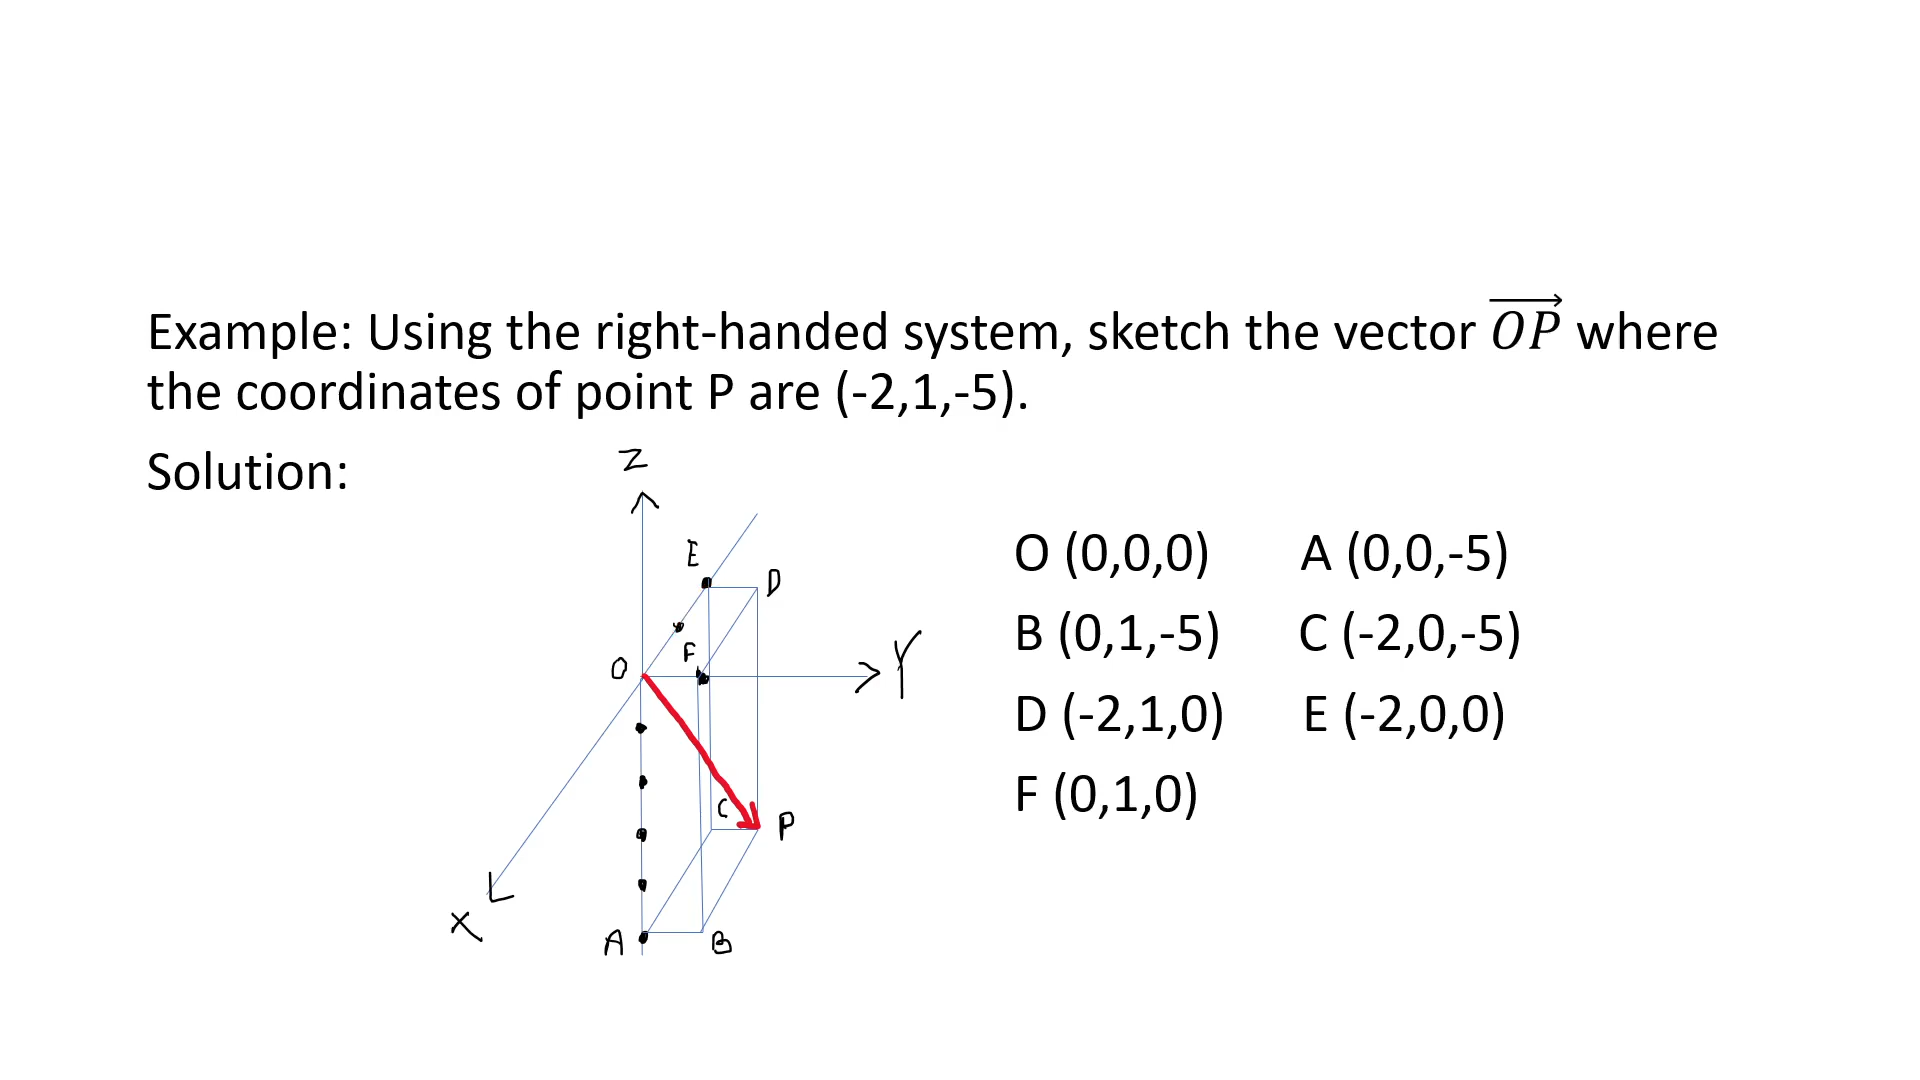 Example: Using the right-handed system, sketch the vector OP where
the coordinates of point P are (-2,1,-5).
Solution:
Z
E
D
F
O
Y
C
P
X
A
B
O (0,0,0) A (0,0,-5)
B (0,1,-5) C (-2,0,-5)
D (-2,1,0) E (-2,0,0)
F (0,1,0)